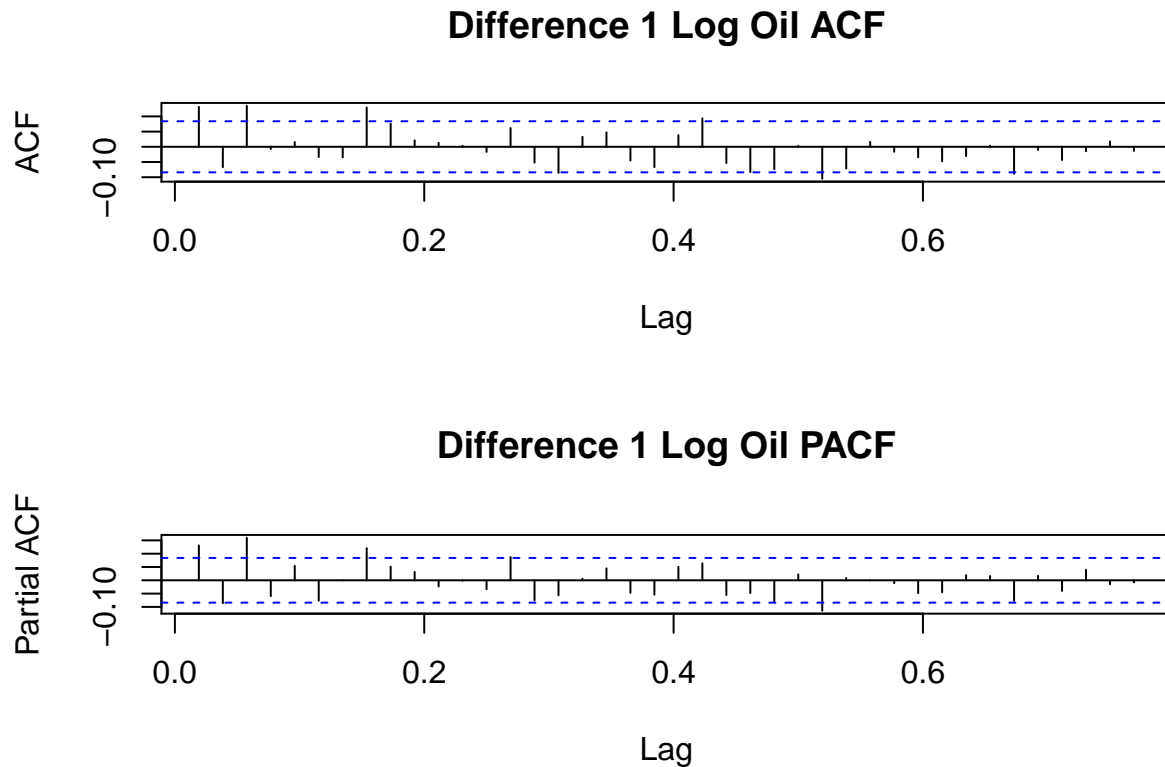 Difference 1 Log Oil ACF
ACF
−0.10
0.0 0.2 0.4 0.6
Lag
Difference 1 Log Oil PACF
Partial ACF
−0.10
0.0 0.2 0.4 0.6
Lag